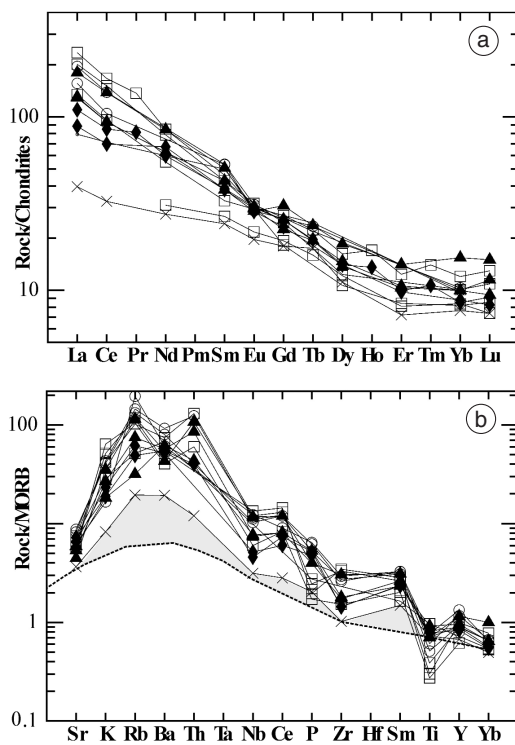 a
100
10
Rock/Chondrites
La Ce Pr Nd Pm Sm Eu Gd Tb Dy Ho Er Tm Yb Lu
b
100
1
0.1
Rock/MORB
Sr K Rb Ba Th Ta Nb Ce P Zr Hf Sm Ti Y Yb